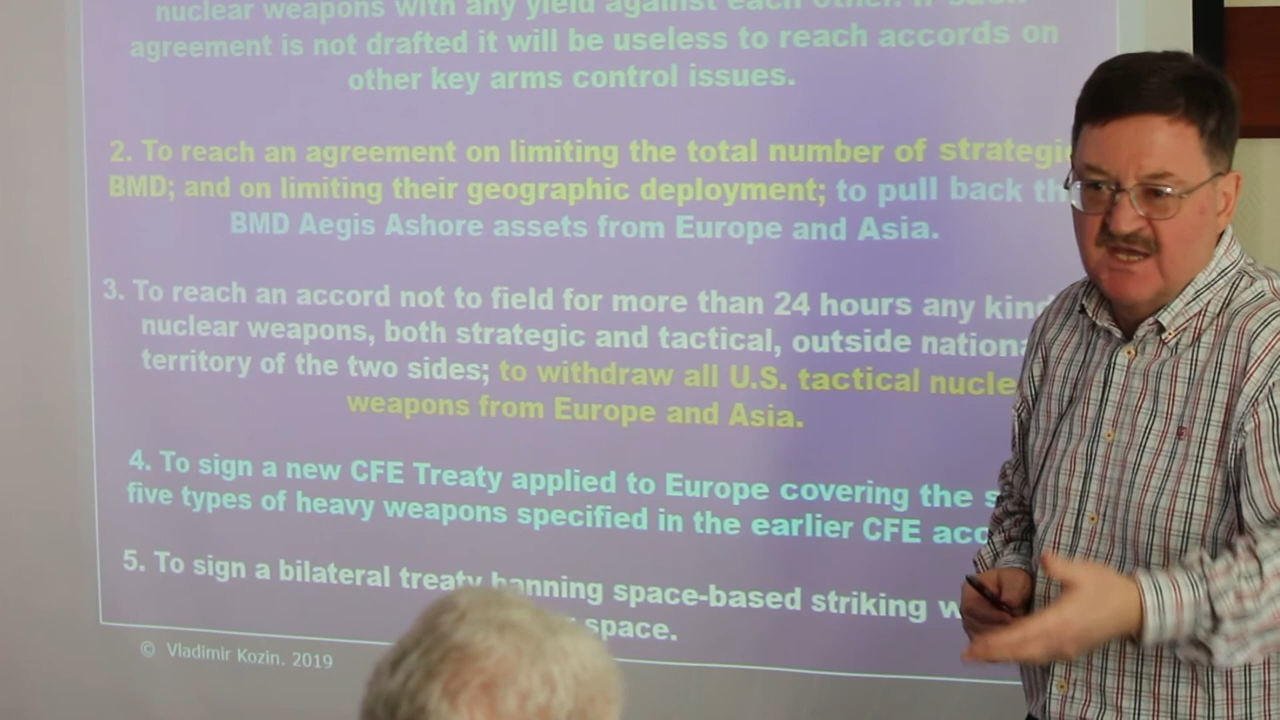 nuclear weapons with any yield against each other. If such
agreement is not drafted it will be useless to reach accords on
other key arms control issues.
2. To reach an agreement on limiting the total number of strategic
BMD; and on limiting their geographic deployment; to pull back th
BMD Aegis Ashore assets from Europe and Asia.
3. To reach an accord not to field for more than 24 hours any kind
nuclear weapons, both strategic and tactical, outside nationa
territory of the two sides; to withdraw all U.S. tactical nucle
weapons from Europe and Asia.
4. To sign a new CFE Treaty applied to Europe covering the s
five types of heavy weapons specified in the earlier CFE acc
5. To sign a bilateral treaty banning space-based striking w
space.
© Vladimir Kozin. 2019